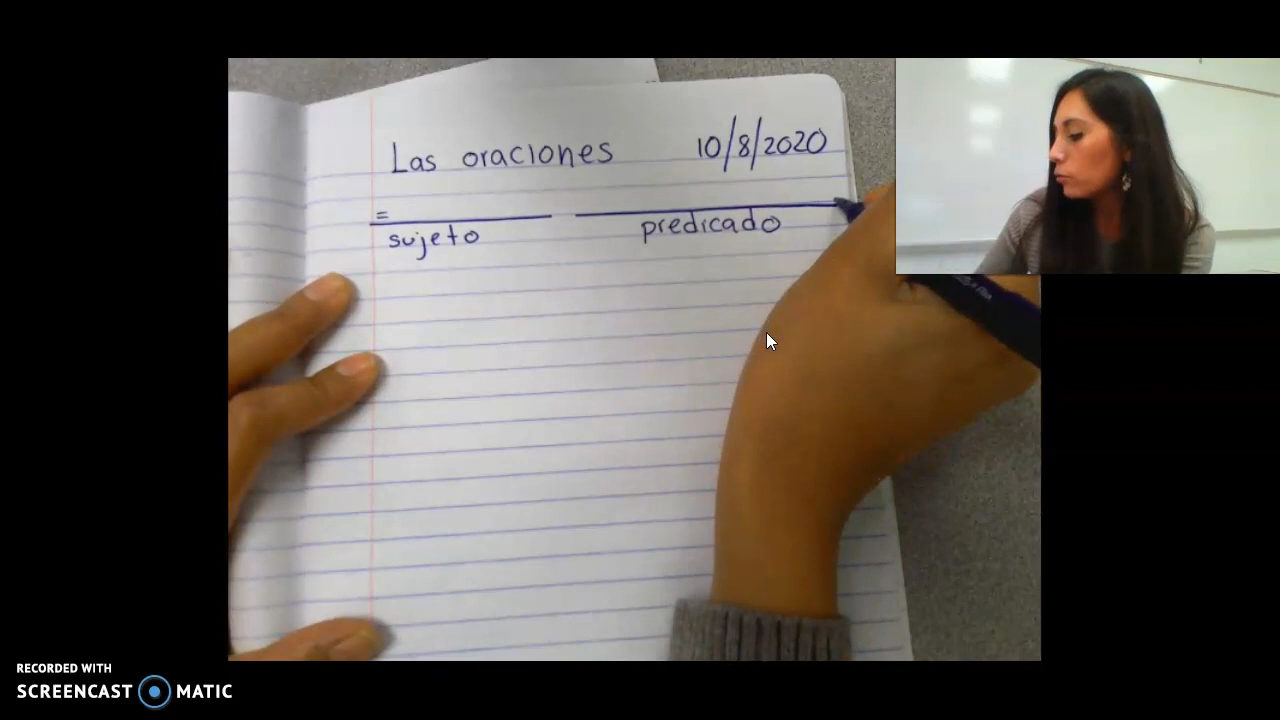 Las oraciones 10/8/2020
=
sujeto predicado
RECORDED WITH
SCREENCAST MATIC